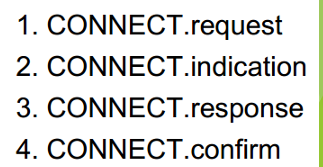 1. CONNECT.request
2. CONNECT.indication
3. CONNECT.response
4. CONNECT.confirm